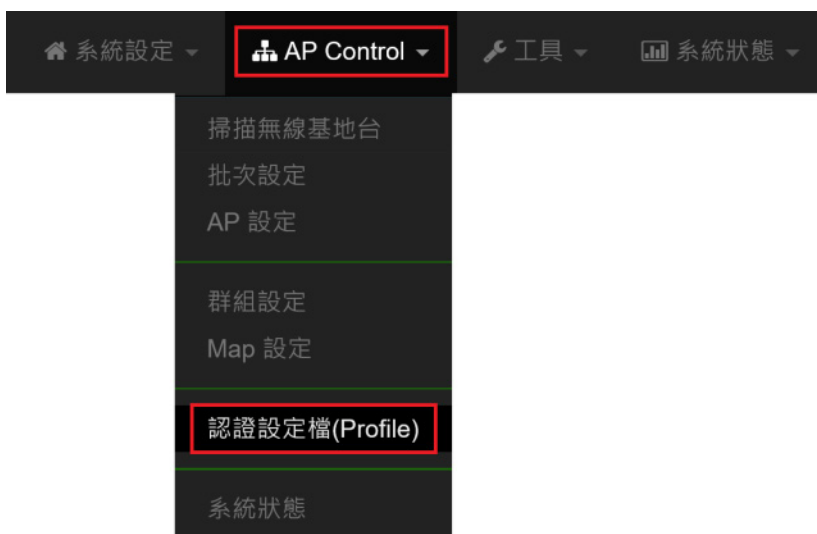 系統設定 AP Control 工具 系統狀態
掃描無線基地台
批次設定
AP 設定
群組設定
Map 設定
認證設定檔(Profile)
系統狀態